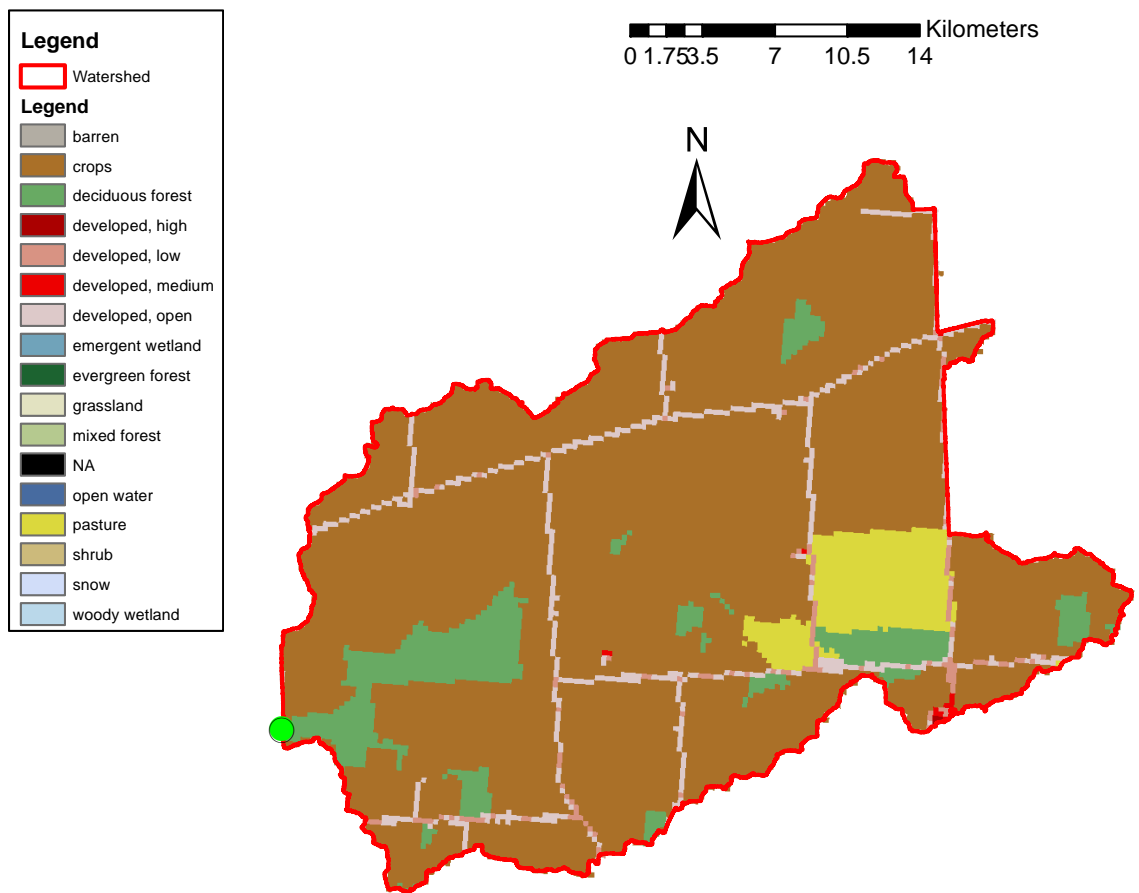 Legend
Watershed
Legend
barren
crops
deciduous forest
developed, high
developed, low
developed, medium
developed, open
emergent wetland
evergreen forest
grassland
mixed forest
NA
open water
pasture
shrub
snow
woody wetland
Kilometers
0 1.753.5 7 10.5 14
N